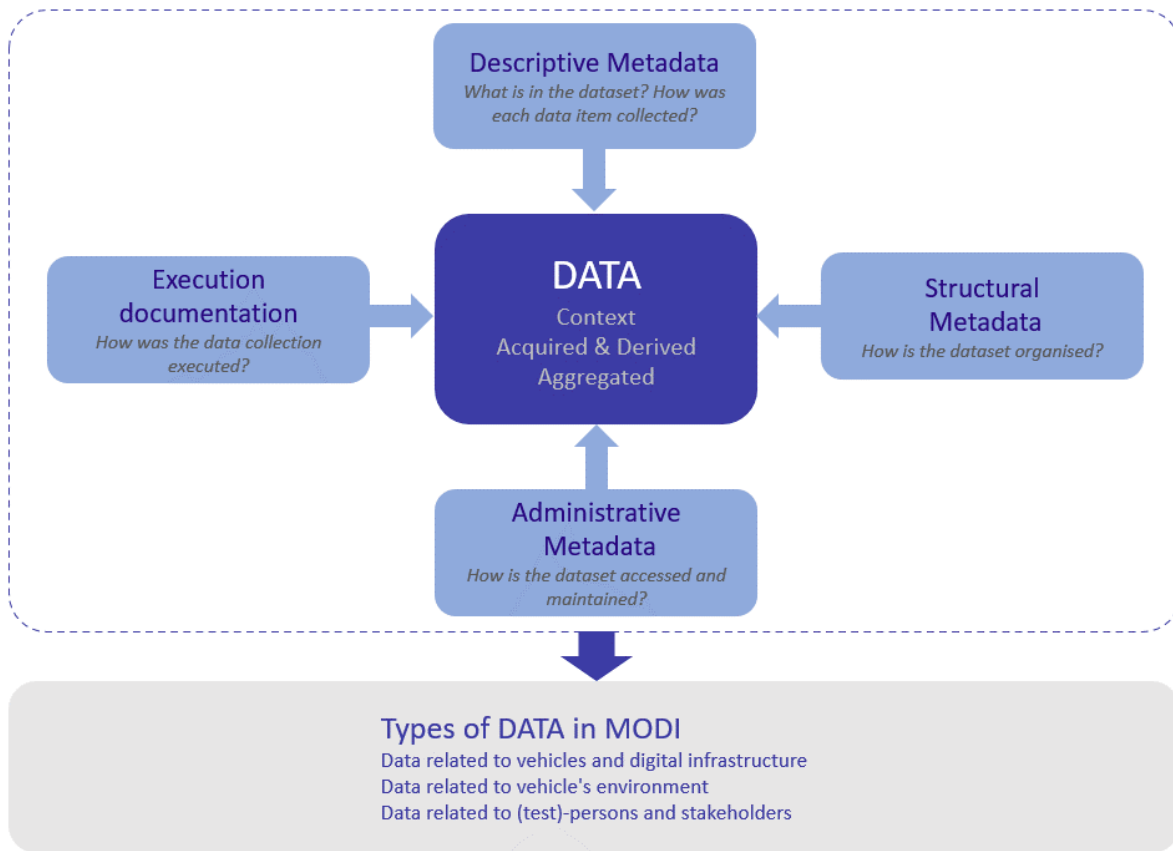 Descriptive Metadata
What is in the dataset? How was
each data item collected?
Execution
documentation
How was the data collection
executed?
DATA
Context
Acquired & Derived
Aggregated
Structural
Metadata
How is the dataset organised?
Administrative
Metadata
How is the dataset accessed and
maintained?
Types of DATA in MODI
Data related to vehicles and digital infrastructure
Data related to vehicle's environment
Data related to (test)-persons and stakeholders